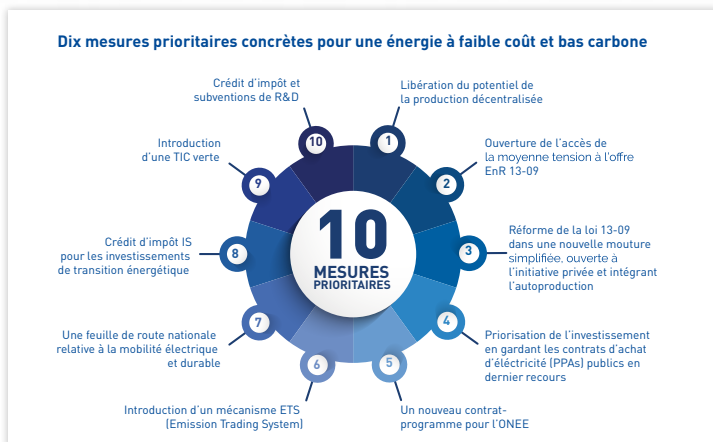 Dix mesures prioritaires concrètes pour une énergie à faible coût et bas carbone
10
MESURES
PRIORITAIRES
1
Libération du potentiel de
la production décentralisée
2
Ouverture de l'accès de
la moyenne tension à l'offre
EnR 13-09
3
Réforme de la loi 13-09
dans une nouvelle mouture
simplifiée, ouverte à
l'initiative privée et intégrant
l'autoproduction
4
Priorisation de l'investissement
en gardant les contrats d'achat
d'éléctricité (PPAs) publics en
dernier recours
5
Un nouveau contrat-
programme pour l'ONEE
6
Introduction d'un mécanisme ETS
(Emission Trading System)
7
Une feuille de route nationale
relative à la mobilité électrique
et durable
8
Crédit d'impôt IS
pour les investissements
de transition énergétique
9
Introduction
d'une TIC verte
10
Crédit d'impôt et
subventions de R&D